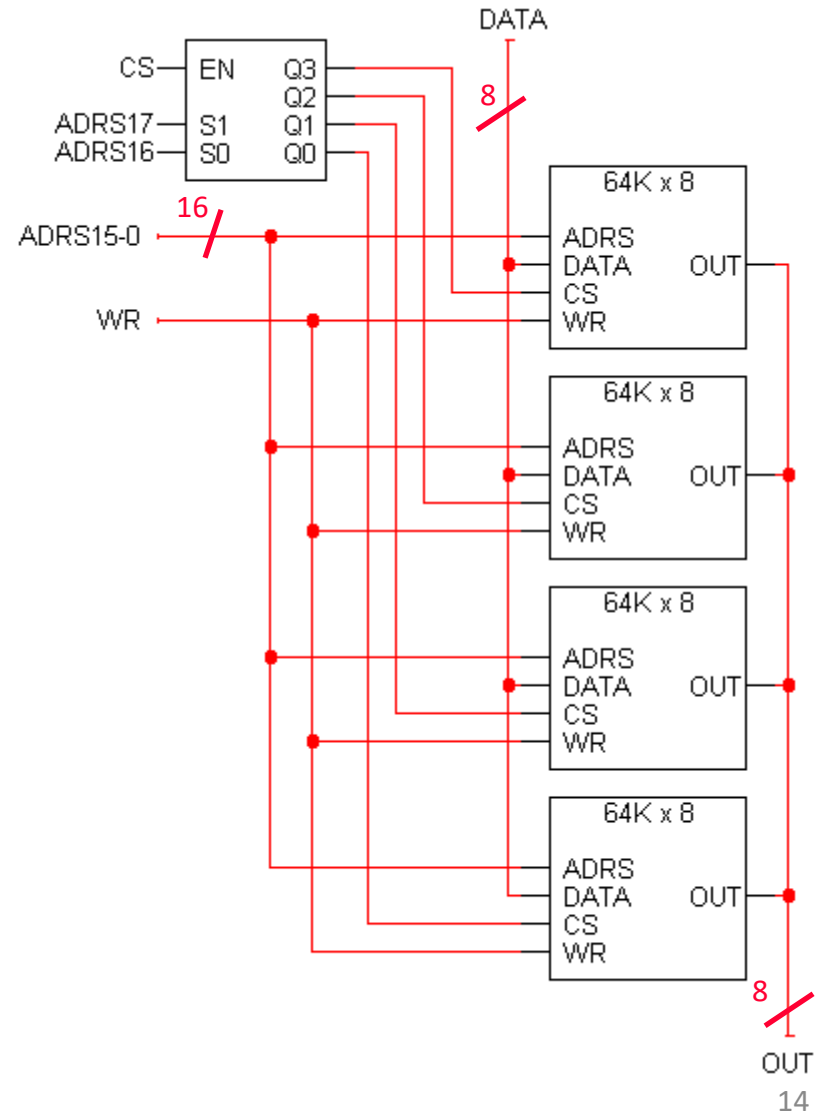 DATA
CS
EN Q3
Q2
8
ADRS17
S1 Q1
ADRS16
S0 Q0
16
ADRS15-0
WR
64K x 8
ADRS
DATA OUT
CS
WR
64K x 8
ADRS
DATA OUT
CS
WR
64K x 8
ADRS
DATA OUT
CS
WR
64K x 8
ADRS
DATA OUT
CS
WR
8
OUT
14